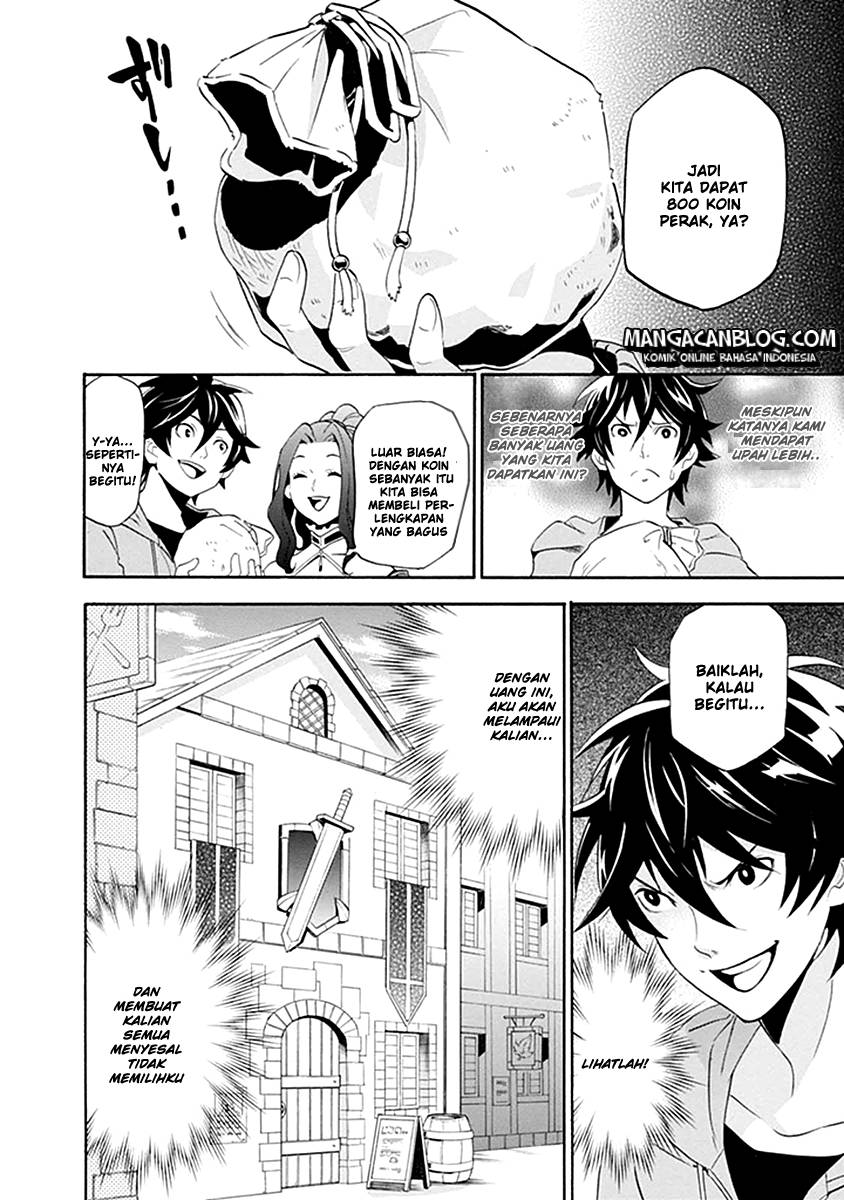 ずし...
JADI
KITA DAPAT
800 KOIN
PERAK, YA?
MANGACANBLOG.COM
KOMIK ONLINE BAHASA INDONESIA
MESKIPUN
KATANYA KAMI
MENDAPAT
UPAH LEBIH..
SEBENARNYA
SEBERAPA
BANYAK UANG
YANG KITA
DAPATKAN INI?
LUAR BIASA!
DENGAN KOIN
SEBANYAK ITU
KITA BISA
MEMBELI PER-
LENGKAPAN
YANG BAGUS
Y-YA...
SEPERTI-
NYA
BEGITU!
BAIKLAH,
KALAU
BEGITU...
LIHATLAH!
DENGAN
UANG INI,
AKU AKAN
MELAMPAUI
KALIAN...
DAN
MEMBUAT
KALIAN
SEMUA
MENYESAL
TIDAK
MEMILIHKU